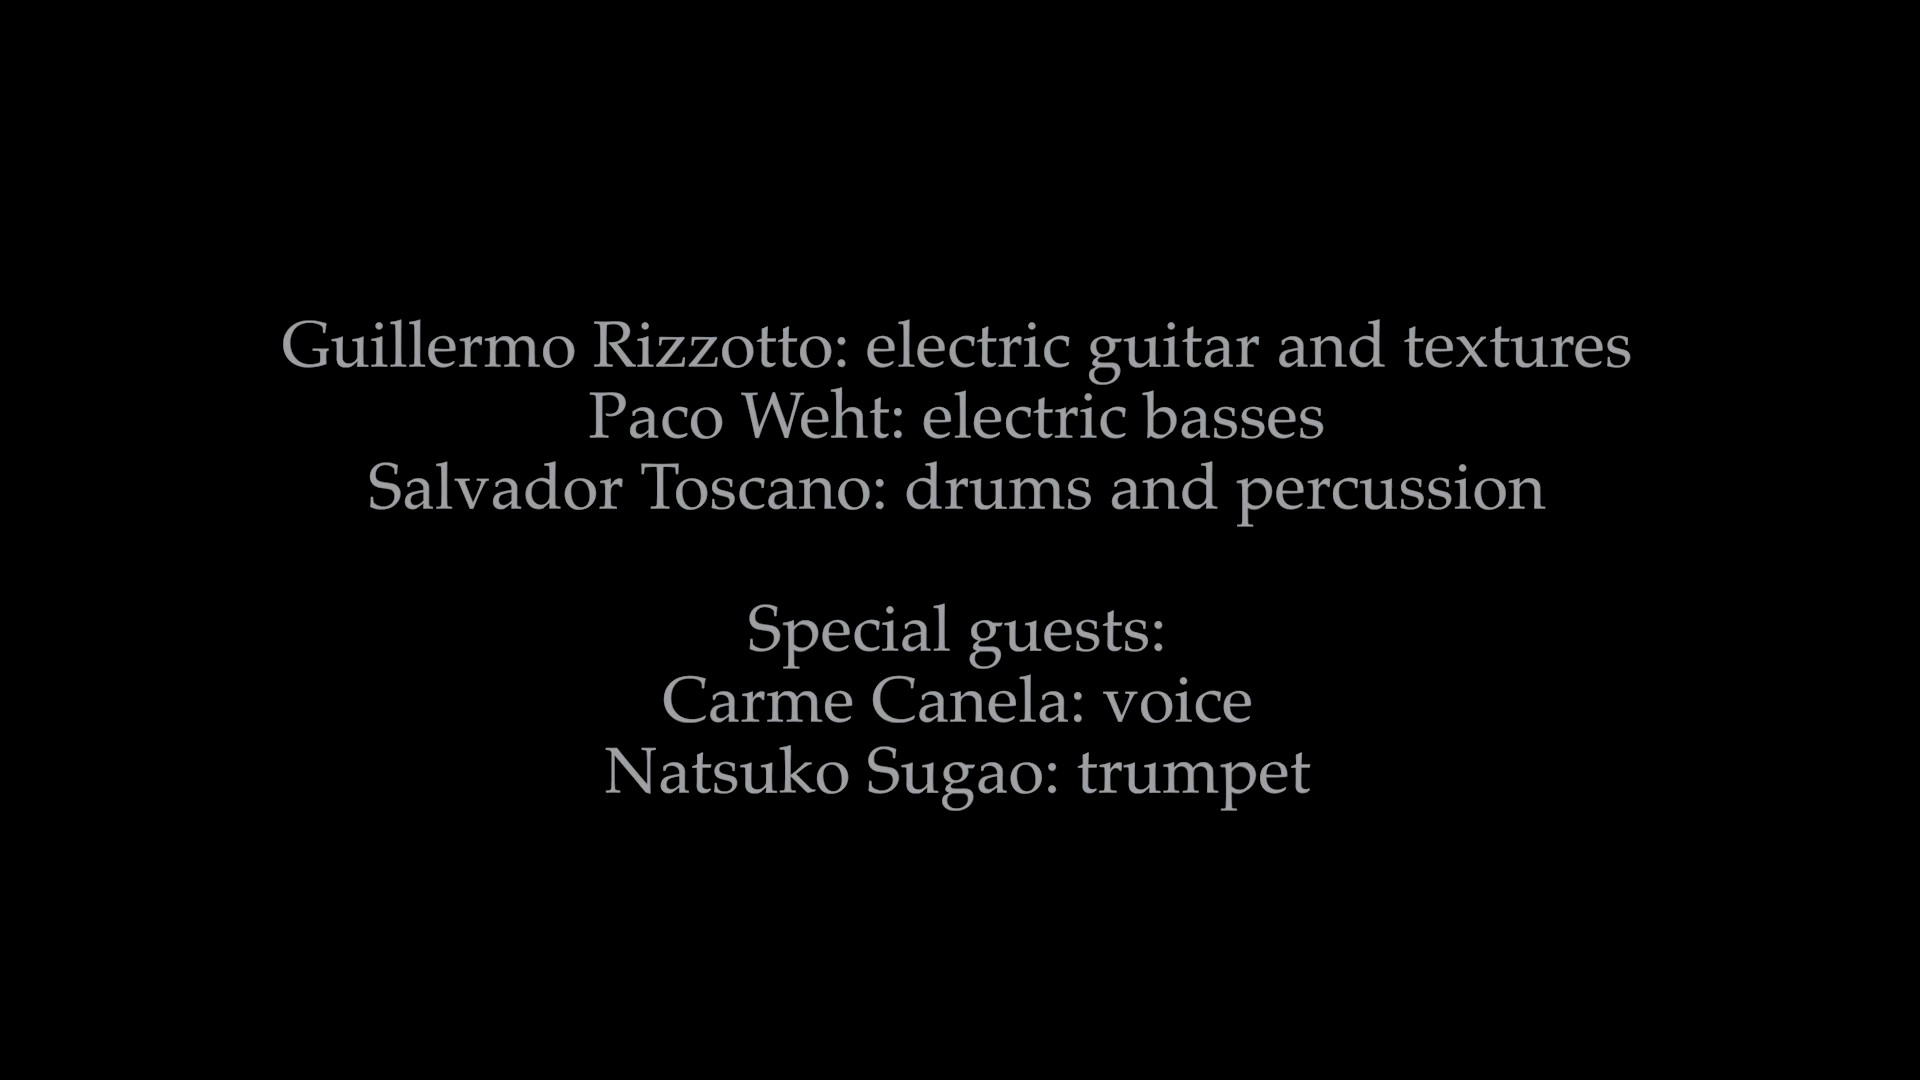 Guillermo Rizzotto: electric guitar and textures
Paco Weht: electric basses
Salvador Toscano: drums and percussion
Special guests:
Carme Canela: voice
Natsuko Sugao: trumpet